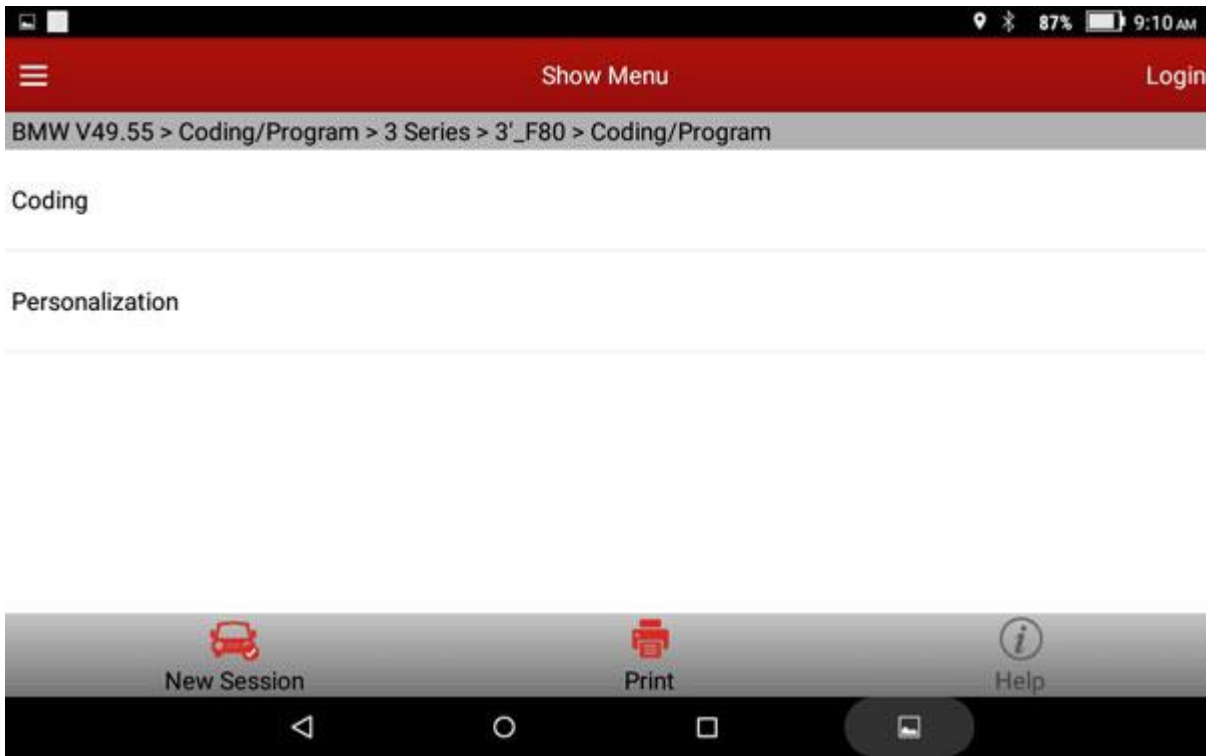 87% 9:10 AM
Show Menu Login
BMW V49.55 > Coding/Program > 3 Series > 3'_F80 > Coding/Program
Coding
Personalization
New Session Print Help